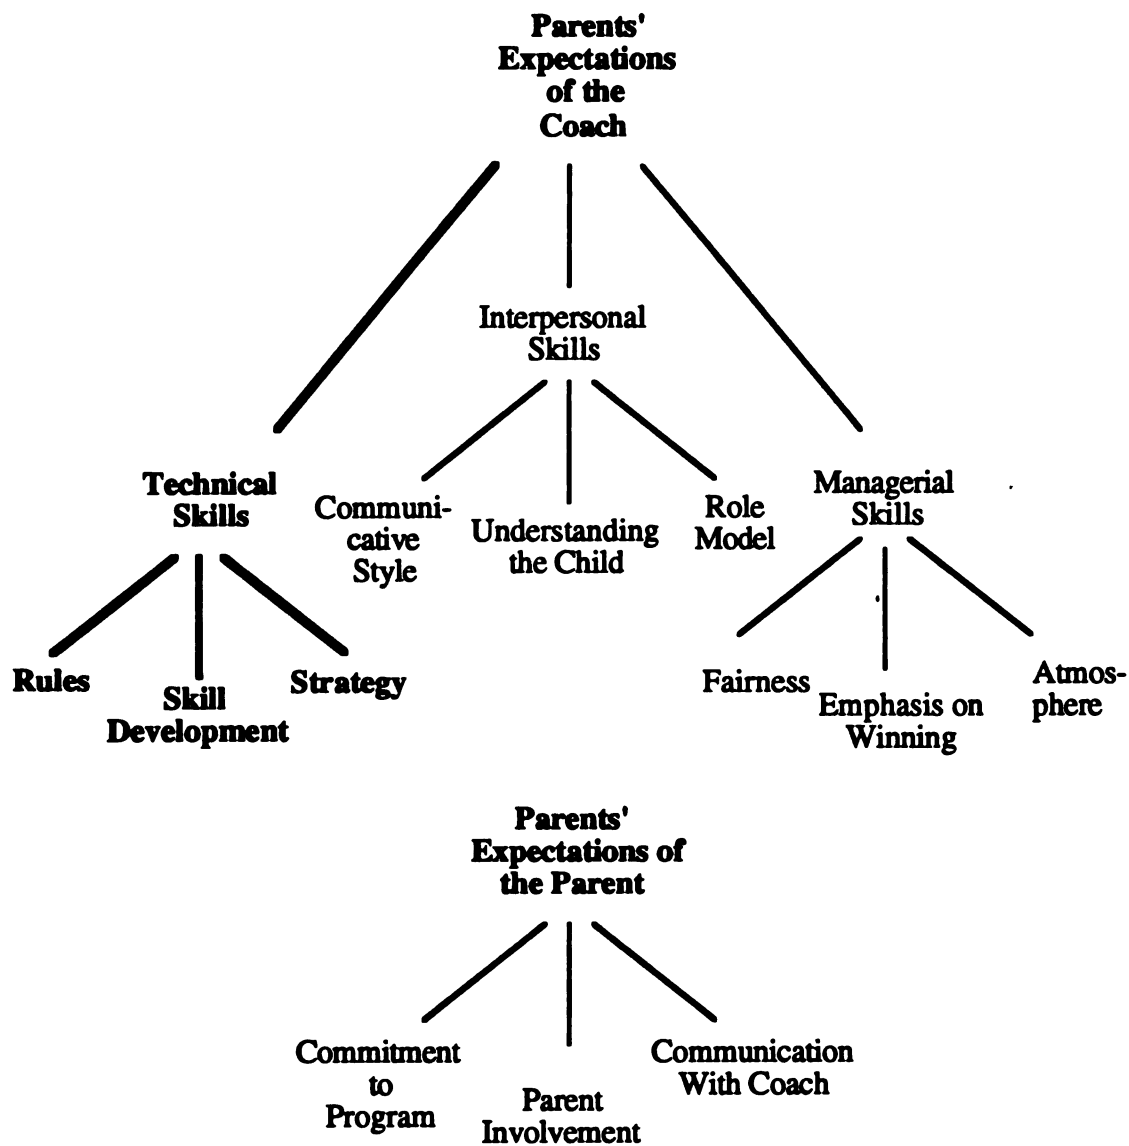 Parents'
Expectations
of the
Coach
Interpersonal
Skills
Technical
Skills
Communi-
cative
Style
Understanding
the Child
Role
Model
Managerial
Skills
Rules
Skill
Development
Strategy
Fairness
Emphasis on
Winning
Atmos-
phere
Parents'
Expectations of
the Parent
Commitment
to
Program
Parent
Involvement
Communication
With Coach